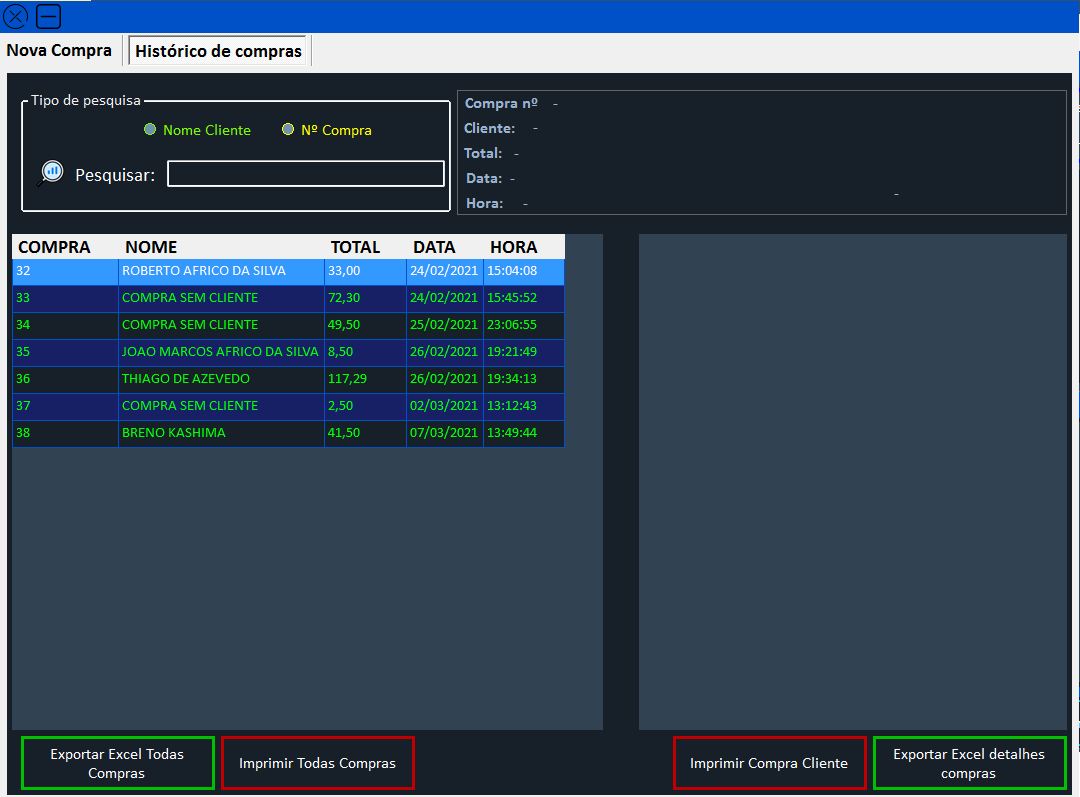 Nova Compra Histórico de compras
Tipo de pesquisa
Nome Cliente Nº Compra
Pesquisar:
Compra nº -
Cliente: -
Total: -
Data: -
-
Hora: -
COMPRA NOME TOTAL DATA HORA
32 ROBERTO AFRICO DA SILVA 33,00 24/02/2021 15:04:08
33 COMPRA SEM CLIENTE 72,30 24/02/2021 15:45:52
34 COMPRA SEM CLIENTE 49,50 25/02/2021 23:06:55
35 JOAO MARCOS AFRICO DA SILVA 8,50 26/02/2021 19:21:49
36 THIAGO DE AZEVEDO 117,29 26/02/2021 19:34:13
37 COMPRA SEM CLIENTE 2,50 02/03/2021 13:12:43
38 BRENO KASHIMA 41,50 07/03/2021 13:49:44
Exportar Excel Todas
Compras
Imprimir Todas Compras
Imprimir Compra Cliente
Exportar Excel detalhes
compras